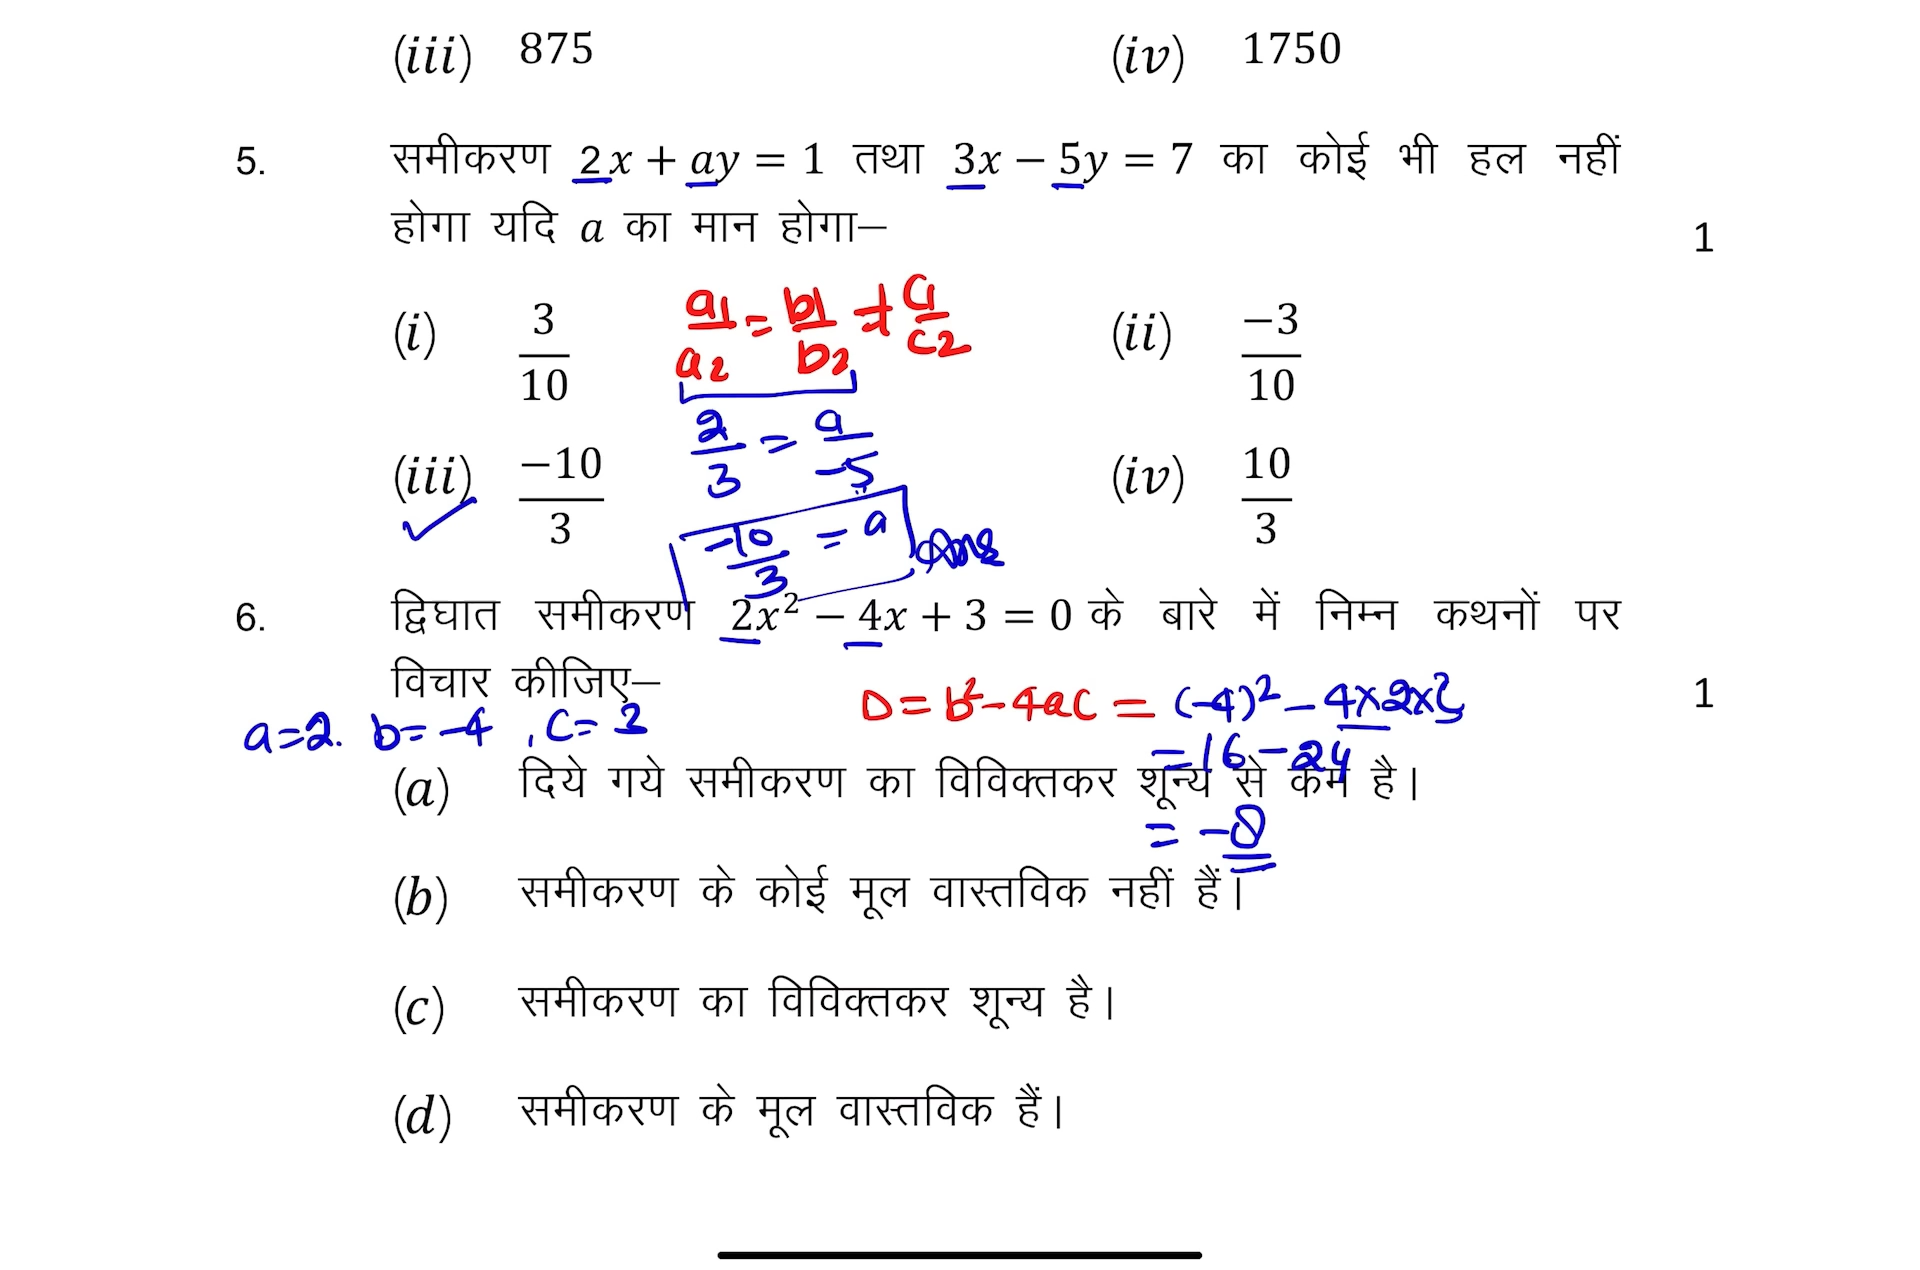 (iii) 875 (iv) 1750
5. समीकरण 2x + ay = 1 तथा 3x − 5y = 7 का कोई भी हल नहीं
होगा यदि a का मान होगा− 1
(i) 3/10 (ii) −3/10
a1/a2 = b1/b2 ≠ c1/c2
2/3 = a/−5
(iii) −10/3 (iv) 10/3
−10/3 = a Ans
6. द्विघात समीकरण 2x² − 4x + 3 = 0 के बारे में निम्न कथनों पर
विचार कीजिए− 1
D = b² − 4ac = (−4)² − 4×2×3
a=2. b=−4 , c=3
= 16 − 24
(a) दिये गये समीकरण का विविक्तकर शून्य से कम है।
= −8
(b) समीकरण के कोई मूल वास्तविक नहीं हैं।
(c) समीकरण का विविक्तकर शून्य है।
(d) समीकरण के मूल वास्तविक हैं।